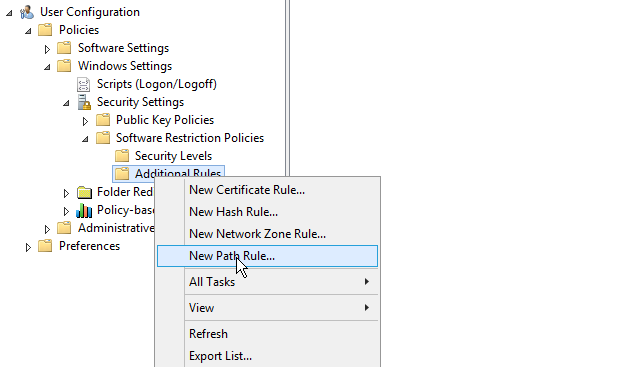 User Configuration
Policies
Software Settings
Windows Settings
Scripts (Logon/Logoff)
Security Settings
Public Key Policies
Software Restriction Policies
Security Levels
Additional Rules
Folder Red
Policy-base
Administrative
Preferences
New Certificate Rule...
New Hash Rule...
New Network Zone Rule...
New Path Rule...
All Tasks
View
Refresh
Export List...